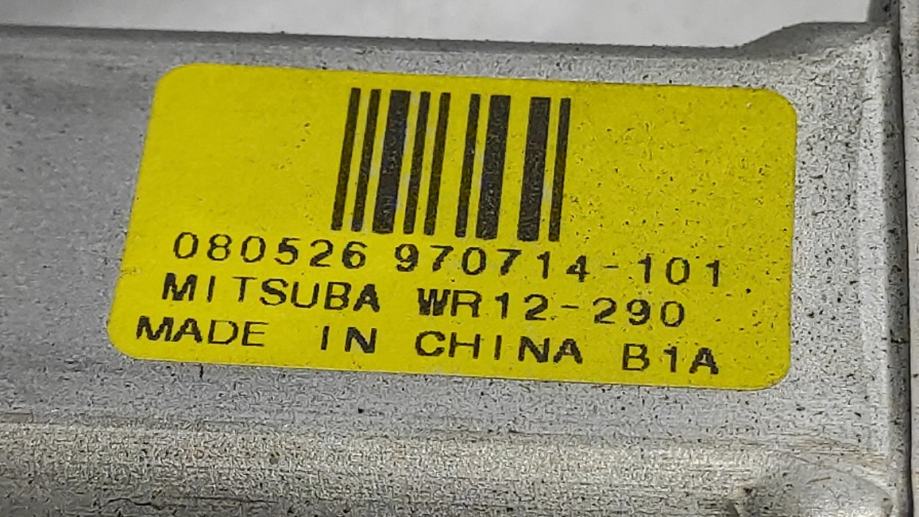 080526 970714-101
MITSUBA WR12-290
MADE IN CHINA B1A